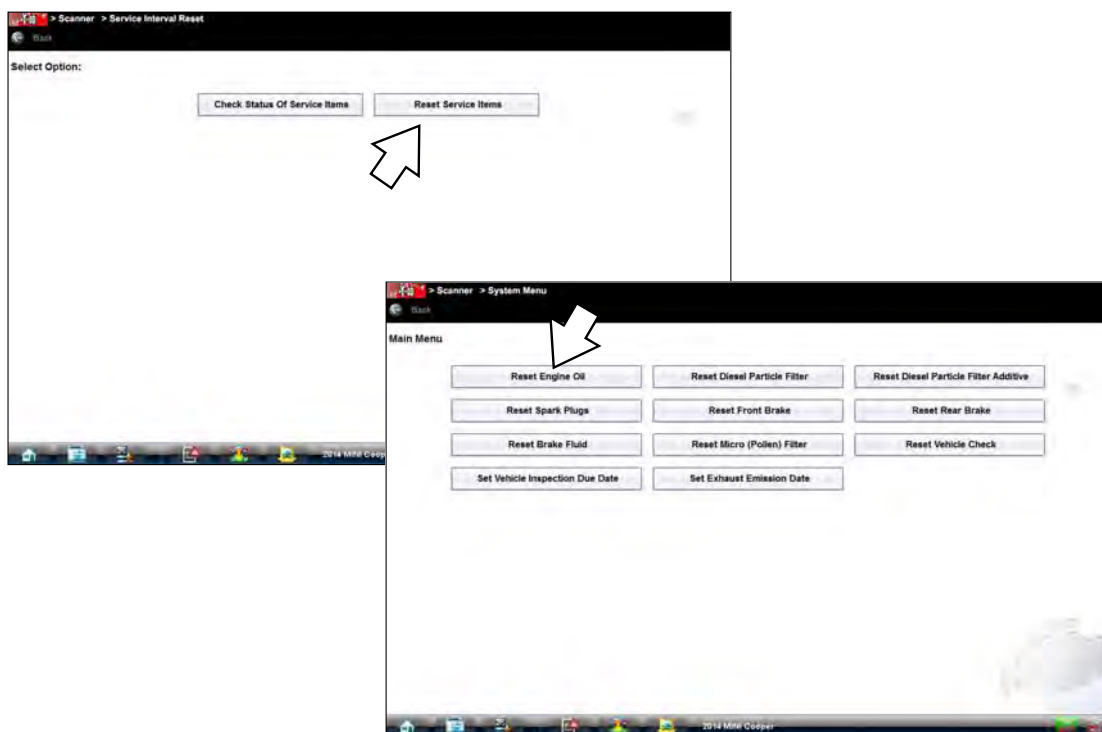 > Scanner > Service Interval Reset
Back
Select Option:
Check Status Of Service Items Reset Service Items
2014 Mini Coop
> Scanner > System Menu
Back
Main Menu
Reset Engine Oil Reset Diesel Particle Filter Reset Diesel Particle Filter Additive
Reset Spark Plugs Reset Front Brake Reset Rear Brake
Reset Brake Fluid Reset Micro (Pollen) Filter Reset Vehicle Check
Set Vehicle Inspection Due Date Set Exhaust Emission Date
2014 Mini Cooper